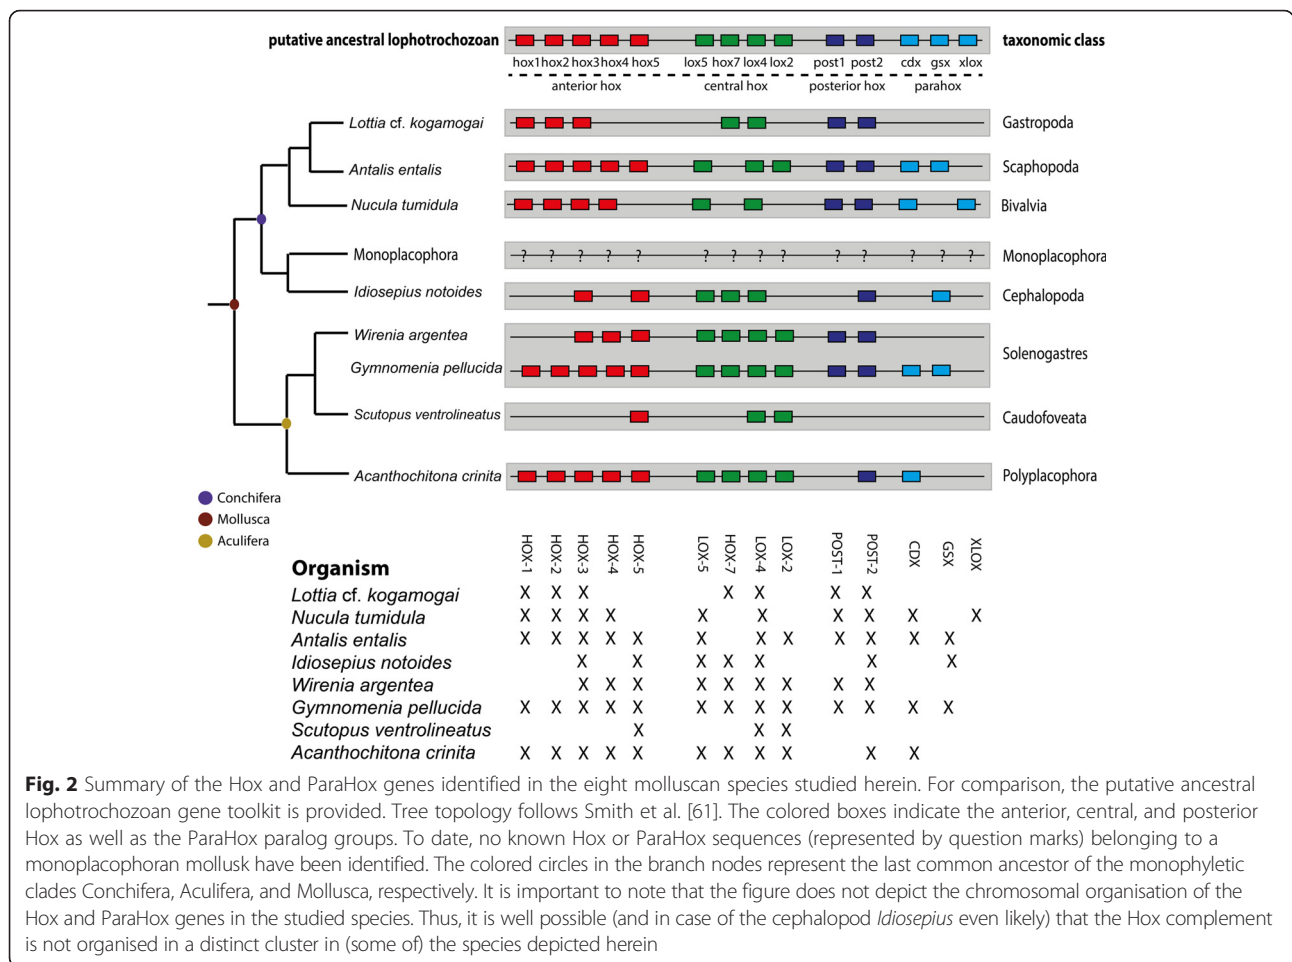 putative ancestral lophotrochozoan
taxonomic class
hox1 hox2 hox3 hox4 hox5 lox5 hox7 lox4 lox2 post1 post2 cdx gsx xlox
anterior hox central hox posterior hox parahox
Lottia cf. kogamogai Gastropoda
Antalis entalis Scaphopoda
Nucula tumidula Bivalvia
Monoplacophora ? ? ? ? ? ? ? ? ? ? ? ? ? ? Monoplacophora
Idiosepius notoides Cephalopoda
Wirenia argentea
Solenogastres
Gymnomenia pellucida
Scutopus ventrolineatus Caudofoveata
Acanthochitona crinita Polyplacophora
Conchifera
Mollusca
Aculifera
Organism HOX-1 HOX-2 HOX-3 HOX-4 HOX-5 LOX-5 HOX-7 LOX-4 LOX-2 POST-1 POST-2 CDX GSX XLOX
Lottia cf. kogamogai X X X X X X X
Nucula tumidula X X X X X X X X X X
Antalis entalis X X X X X X X X X X X X
Idiosepius notoides X X X X X X X
Wirenia argentea X X X X X X X X X
Gymnomenia pellucida X X X X X X X X X X X X X
Scutopus ventrolineatus X X X
Acanthochitona crinita X X X X X X X X X X X
Fig. 2 Summary of the Hox and ParaHox genes identified in the eight molluscan species studied herein. For comparison, the putative ancestral
lophotrochozoan gene toolkit is provided. Tree topology follows Smith et al. [61]. The colored boxes indicate the anterior, central, and posterior
Hox as well as the ParaHox paralog groups. To date, no known Hox or ParaHox sequences (represented by question marks) belonging to a
monoplacophoran mollusk have been identified. The colored circles in the branch nodes represent the last common ancestor of the monophyletic
clades Conchifera, Aculifera, and Mollusca, respectively. It is important to note that the figure does not depict the chromosomal organisation of the
Hox and ParaHox genes in the studied species. Thus, it is well possible (and in case of the cephalopod Idiosepius even likely) that the Hox complement
is not organised in a distinct cluster in (some of) the species depicted herein